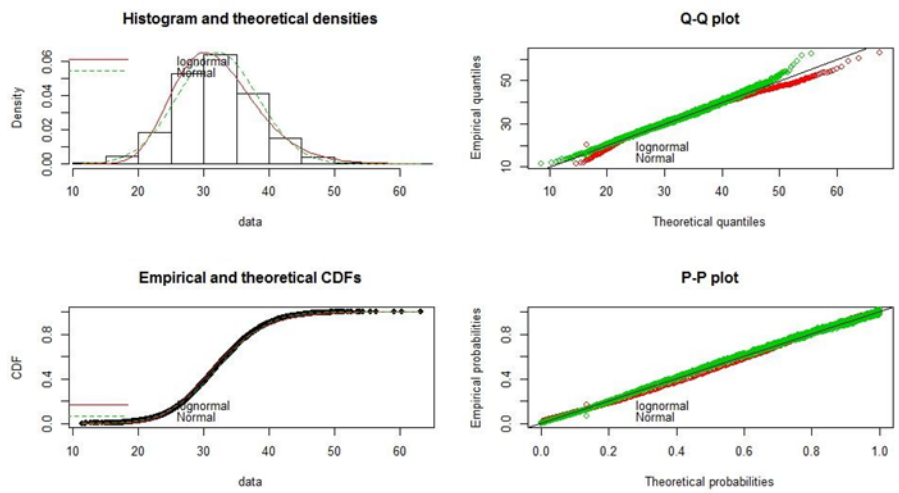 Histogram and theoretical densities
Density
0.00 0.02 0.04 0.06
lognormal
Normal
10 20 30 40 50 60
data
Q-Q plot
Empirical quantiles
10 30 50
lognormal
Normal
10 20 30 40 50 60
Theoretical quantiles
Empirical and theoretical CDFs
CDF
0.0 0.4 0.8
lognormal
Normal
10 20 30 40 50 60
data
P-P plot
Empirical probabilities
0.0 0.4 0.8
lognormal
Normal
0.0 0.2 0.4 0.6 0.8 1.0
Theoretical probabilities